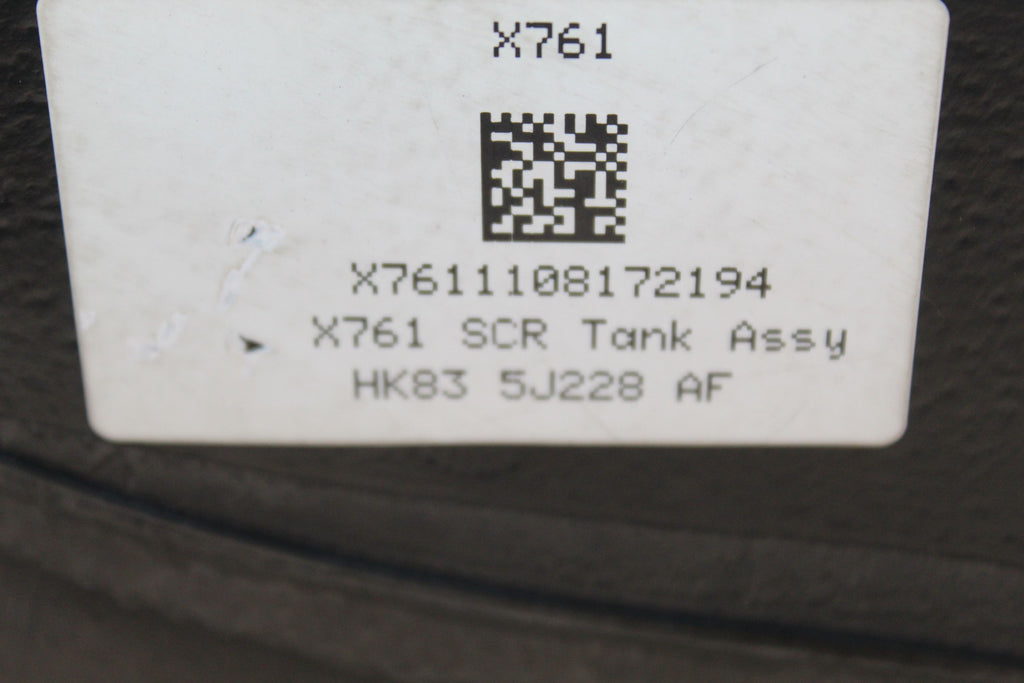 X761
X7611108172194
X761 SCR Tank Assy
HK83 5J228 AF